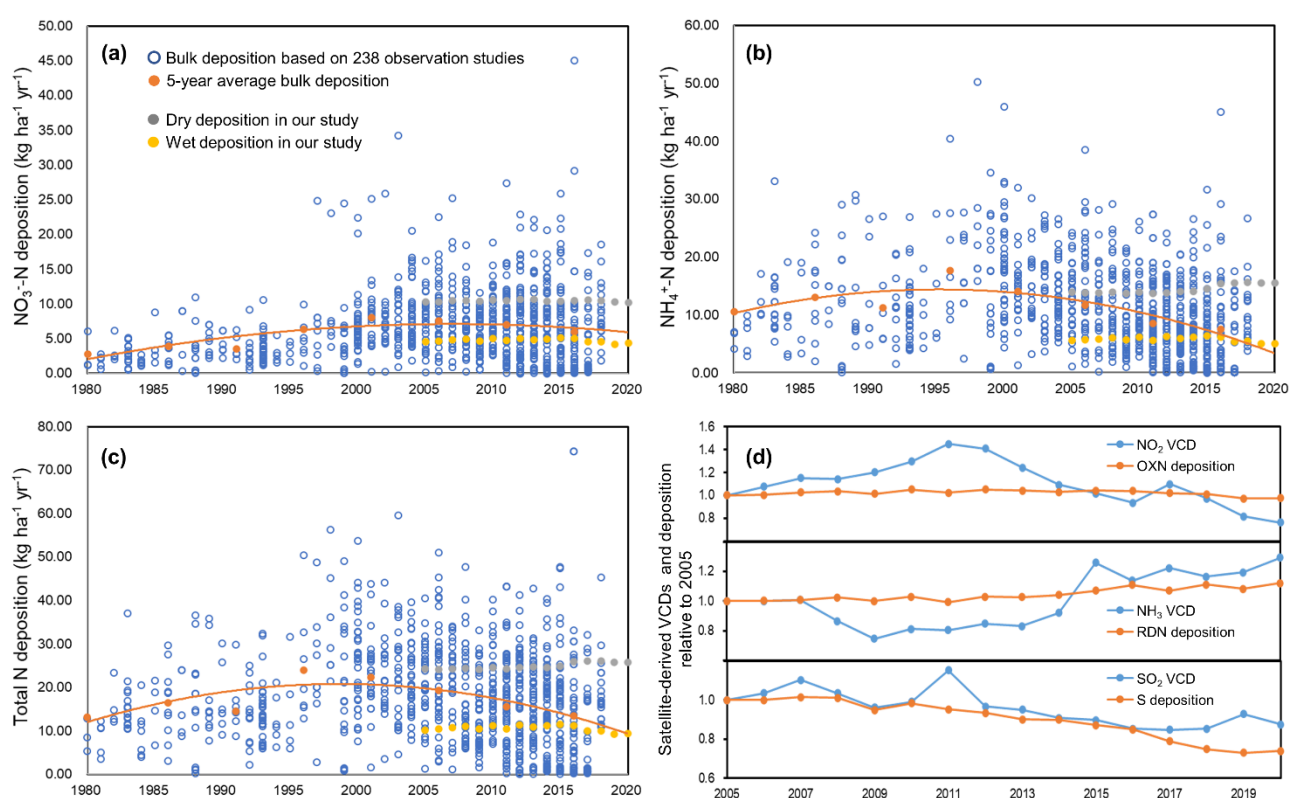 (a)
Bulk deposition based on 238 observation studies
5-year average bulk deposition
Dry deposition in our study
Wet deposition in our study
NO₃⁻-N deposition (kg ha⁻¹ yr⁻¹)
50.00
45.00
40.00
35.00
30.00
25.00
20.00
15.00
10.00
5.00
0.00
1980 1985 1990 1995 2000 2005 2010 2015 2020
(b)
NH₄⁺-N deposition (kg ha⁻¹ yr⁻¹)
60.00
50.00
40.00
30.00
20.00
10.00
0.00
1980 1985 1990 1995 2000 2005 2010 2015 2020
(c)
Total N deposition (kg ha⁻¹ yr⁻¹)
80.00
70.00
60.00
50.00
40.00
30.00
20.00
10.00
0.00
1980 1985 1990 1995 2000 2005 2010 2015 2020
(d)
Satellite-derived VCDs and deposition
relative to 2005
1.6
1.4
1.2
1.0
0.8
NO₂ VCD
OXN deposition
1.2
1.0
0.8
NH₃ VCD
RDN deposition
1.0
0.8
0.6
SO₂ VCD
S deposition
2005 2007 2009 2011 2013 2015 2017 2019